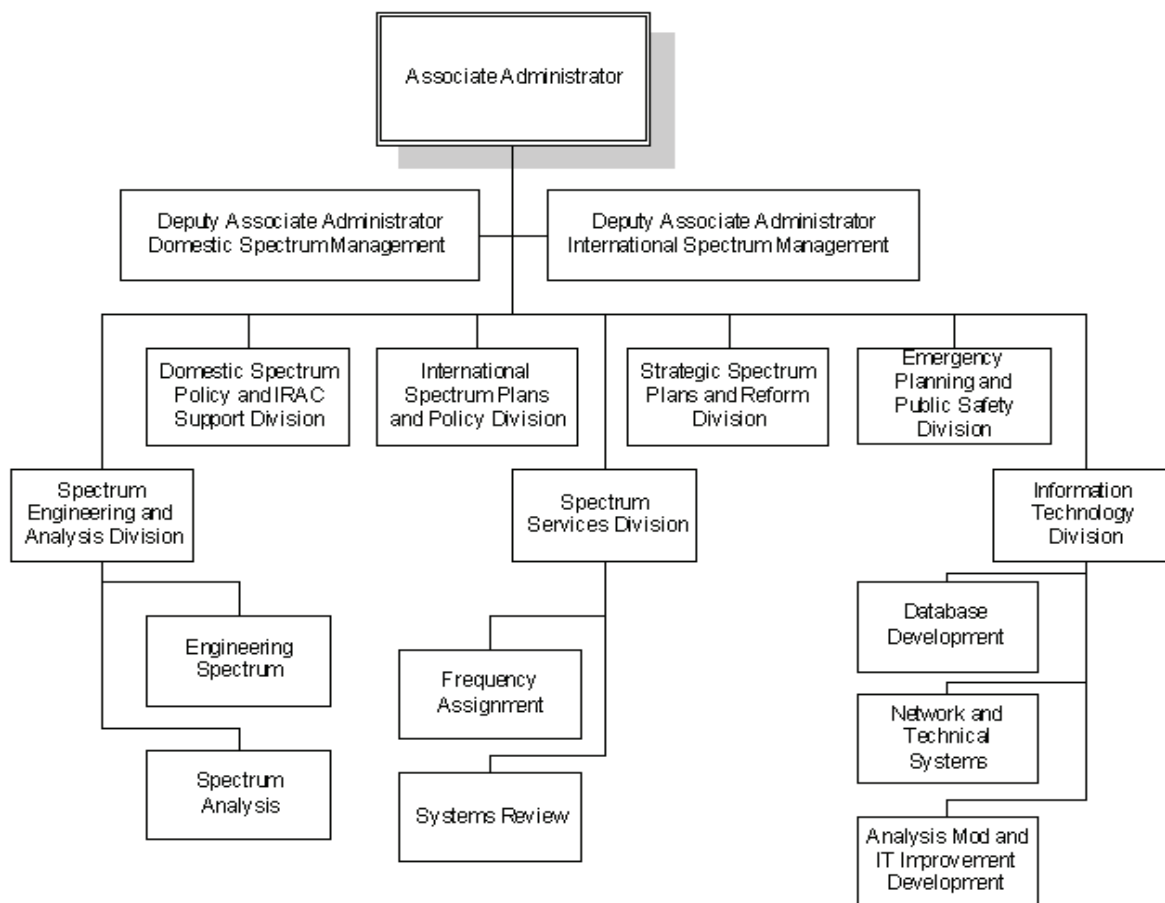 Associate Administrator
Deputy Associate Administrator
Domestic Spectrum Management
Deputy Associate Administrator
International Spectrum Management
Domestic Spectrum
Policy and IRAC
Support Division
International
Spectrum Plans
and Policy Division
Strategic Spectrum
Plans and Reform
Division
Emergency
Planning and
Public Safety
Division
Spectrum
Engineering and
Analysis Division
Spectrum
Services Division
Information
Technology
Division
Engineering
Spectrum
Spectrum
Analysis
Frequency
Assignment
Systems Review
Database
Development
Network and
Technical
Systems
Analysis Mod and
IT Improvement
Development